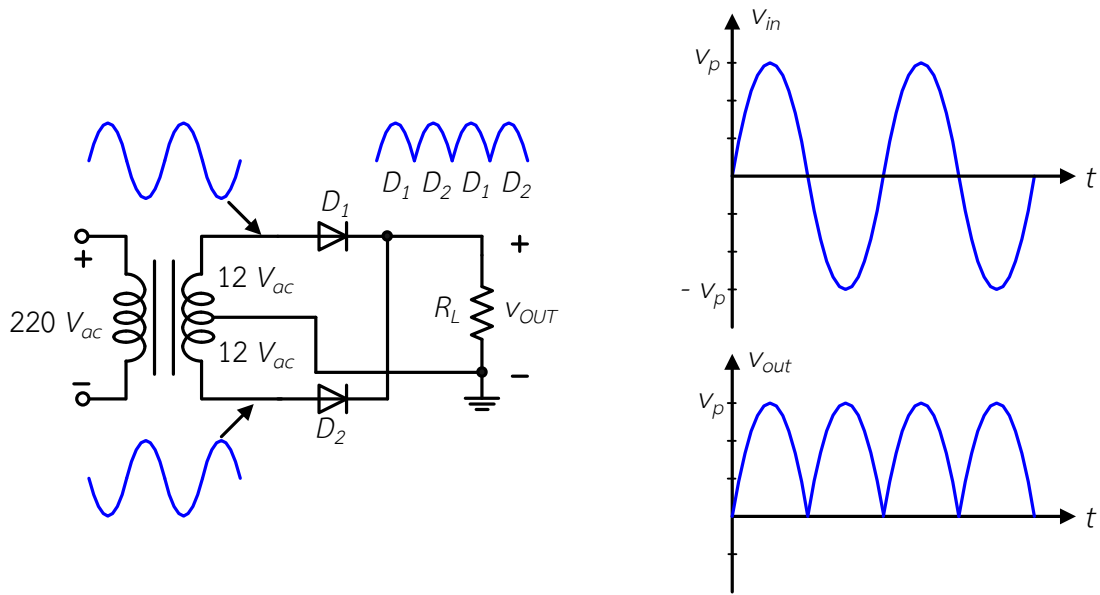 D1 D2 D1 D2
D1
+
+
12 Vac
220 Vac
RL
vOUT
12 Vac
–
–
D2
vin
vp
t
- vp
vout
vp
t